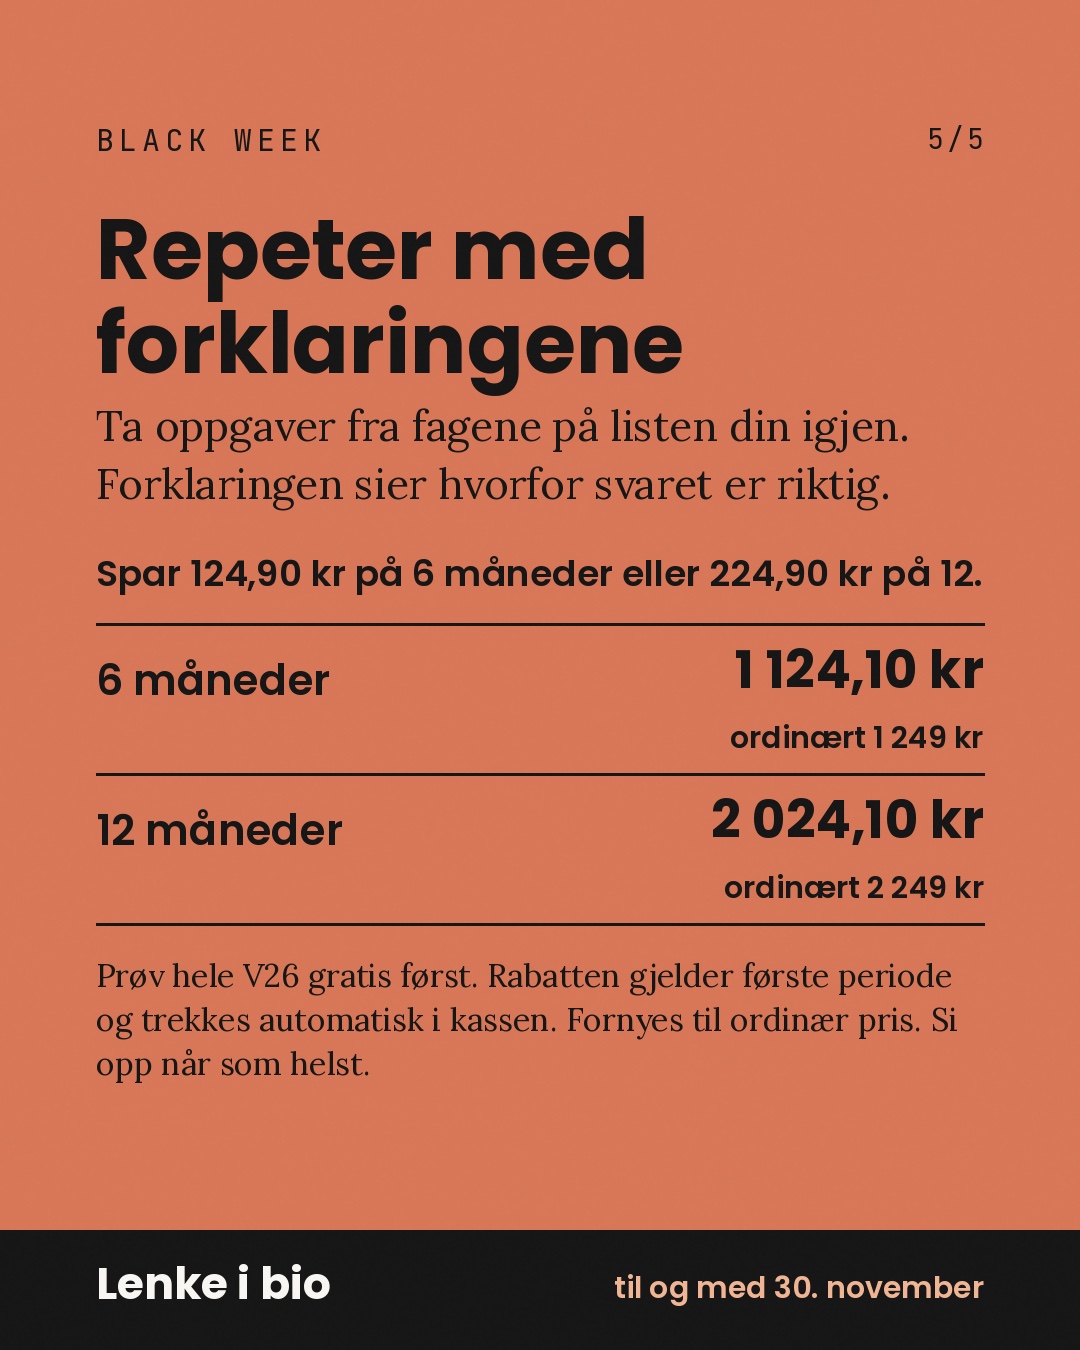 BLACK WEEK 5/5
Repeter med
forklaringene
Ta oppgaver fra fagene på listen din igjen.
Forklaringen sier hvorfor svaret er riktig.
Spar 124,90 kr på 6 måneder eller 224,90 kr på 12.
6 måneder 1 124,10 kr
ordinært 1 249 kr
12 måneder 2 024,10 kr
ordinært 2 249 kr
Prøv hele V26 gratis først. Rabatten gjelder første periode
og trekkes automatisk i kassen. Fornyes til ordinær pris. Si
opp når som helst.
Lenke i bio til og med 30. november